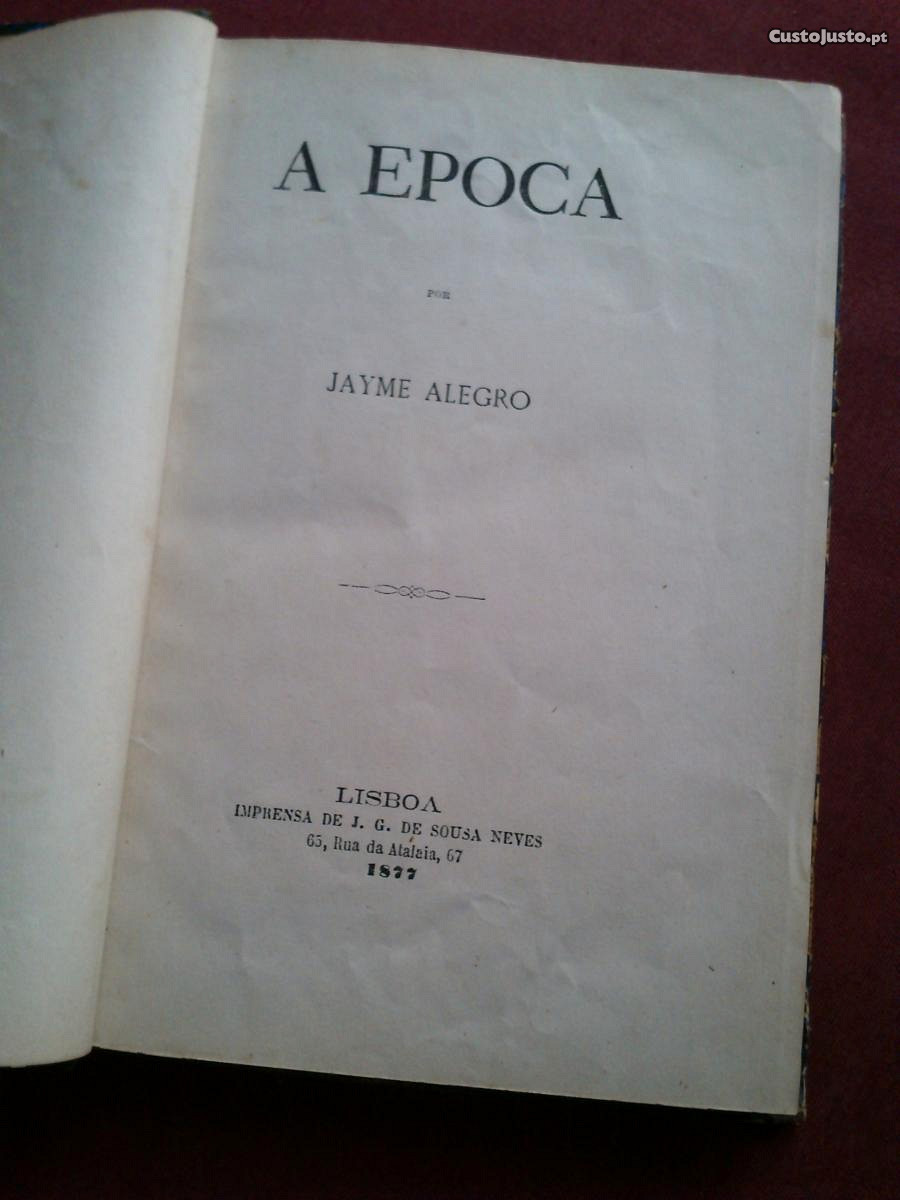 CustoJusto.pt
A EPOCA
POR
JAYME ALEGRO
LISBOA
IMPRENSA DE J. G. DE SOUSA NEVES
65, Rua da Atalaia, 67
1877